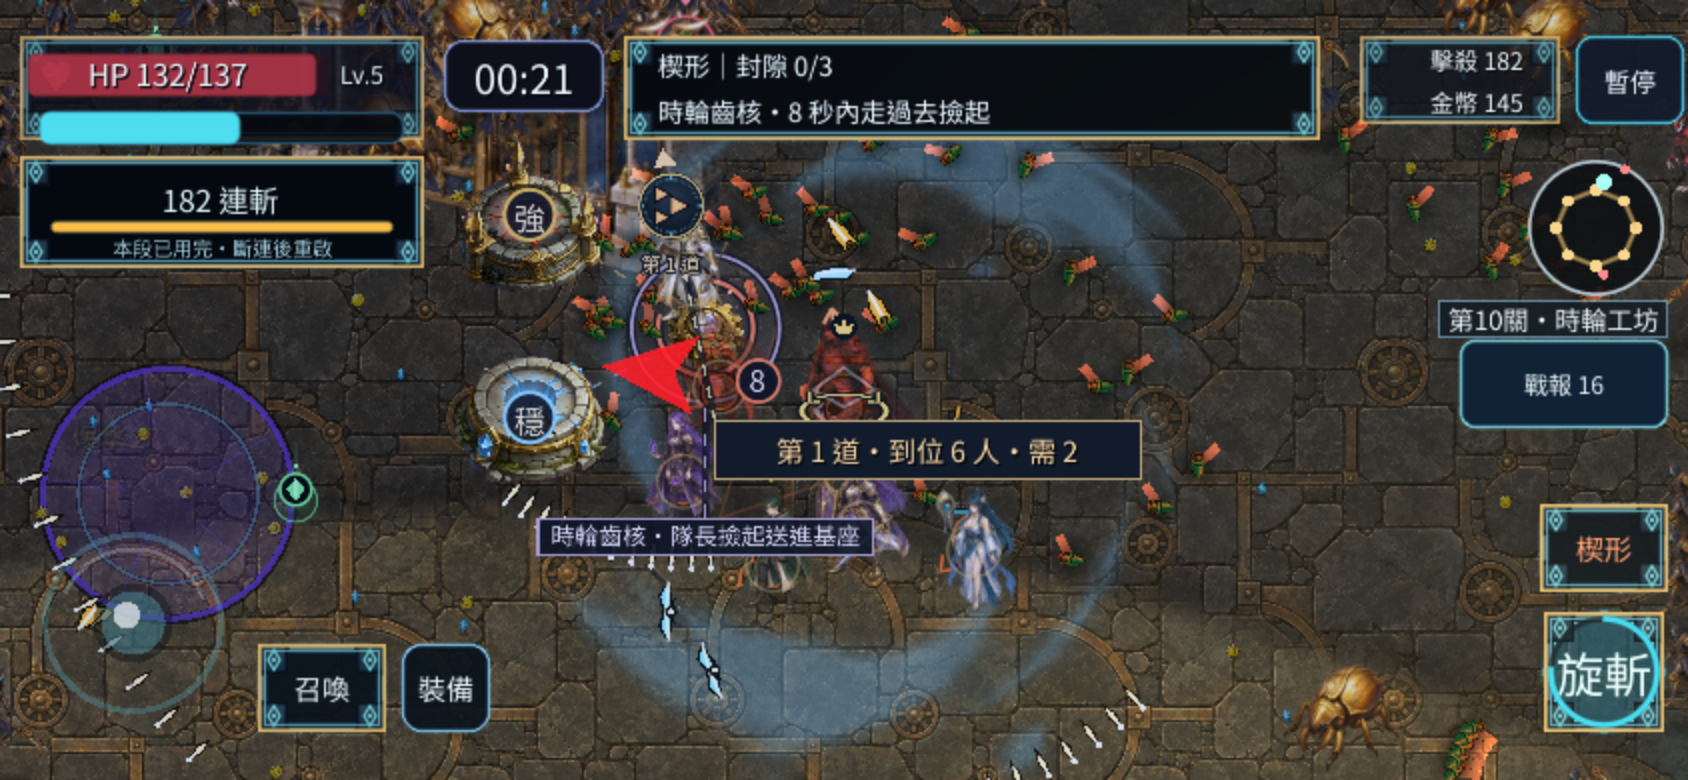 HP 132/137
Lv.5
00:21
楔形｜封隙 0/3
時輪齒核・8 秒內走過去撿起
擊殺 182
金幣 145
暫停
182 連斬
本段已用完・斷連後重啟
強
第1道
第10關・時輪工坊
穩
8
戰報 16
第 1 道・到位 6 人・需 2
時輪齒核・隊長撿起送進基座
楔形
召喚
裝備
旋斬